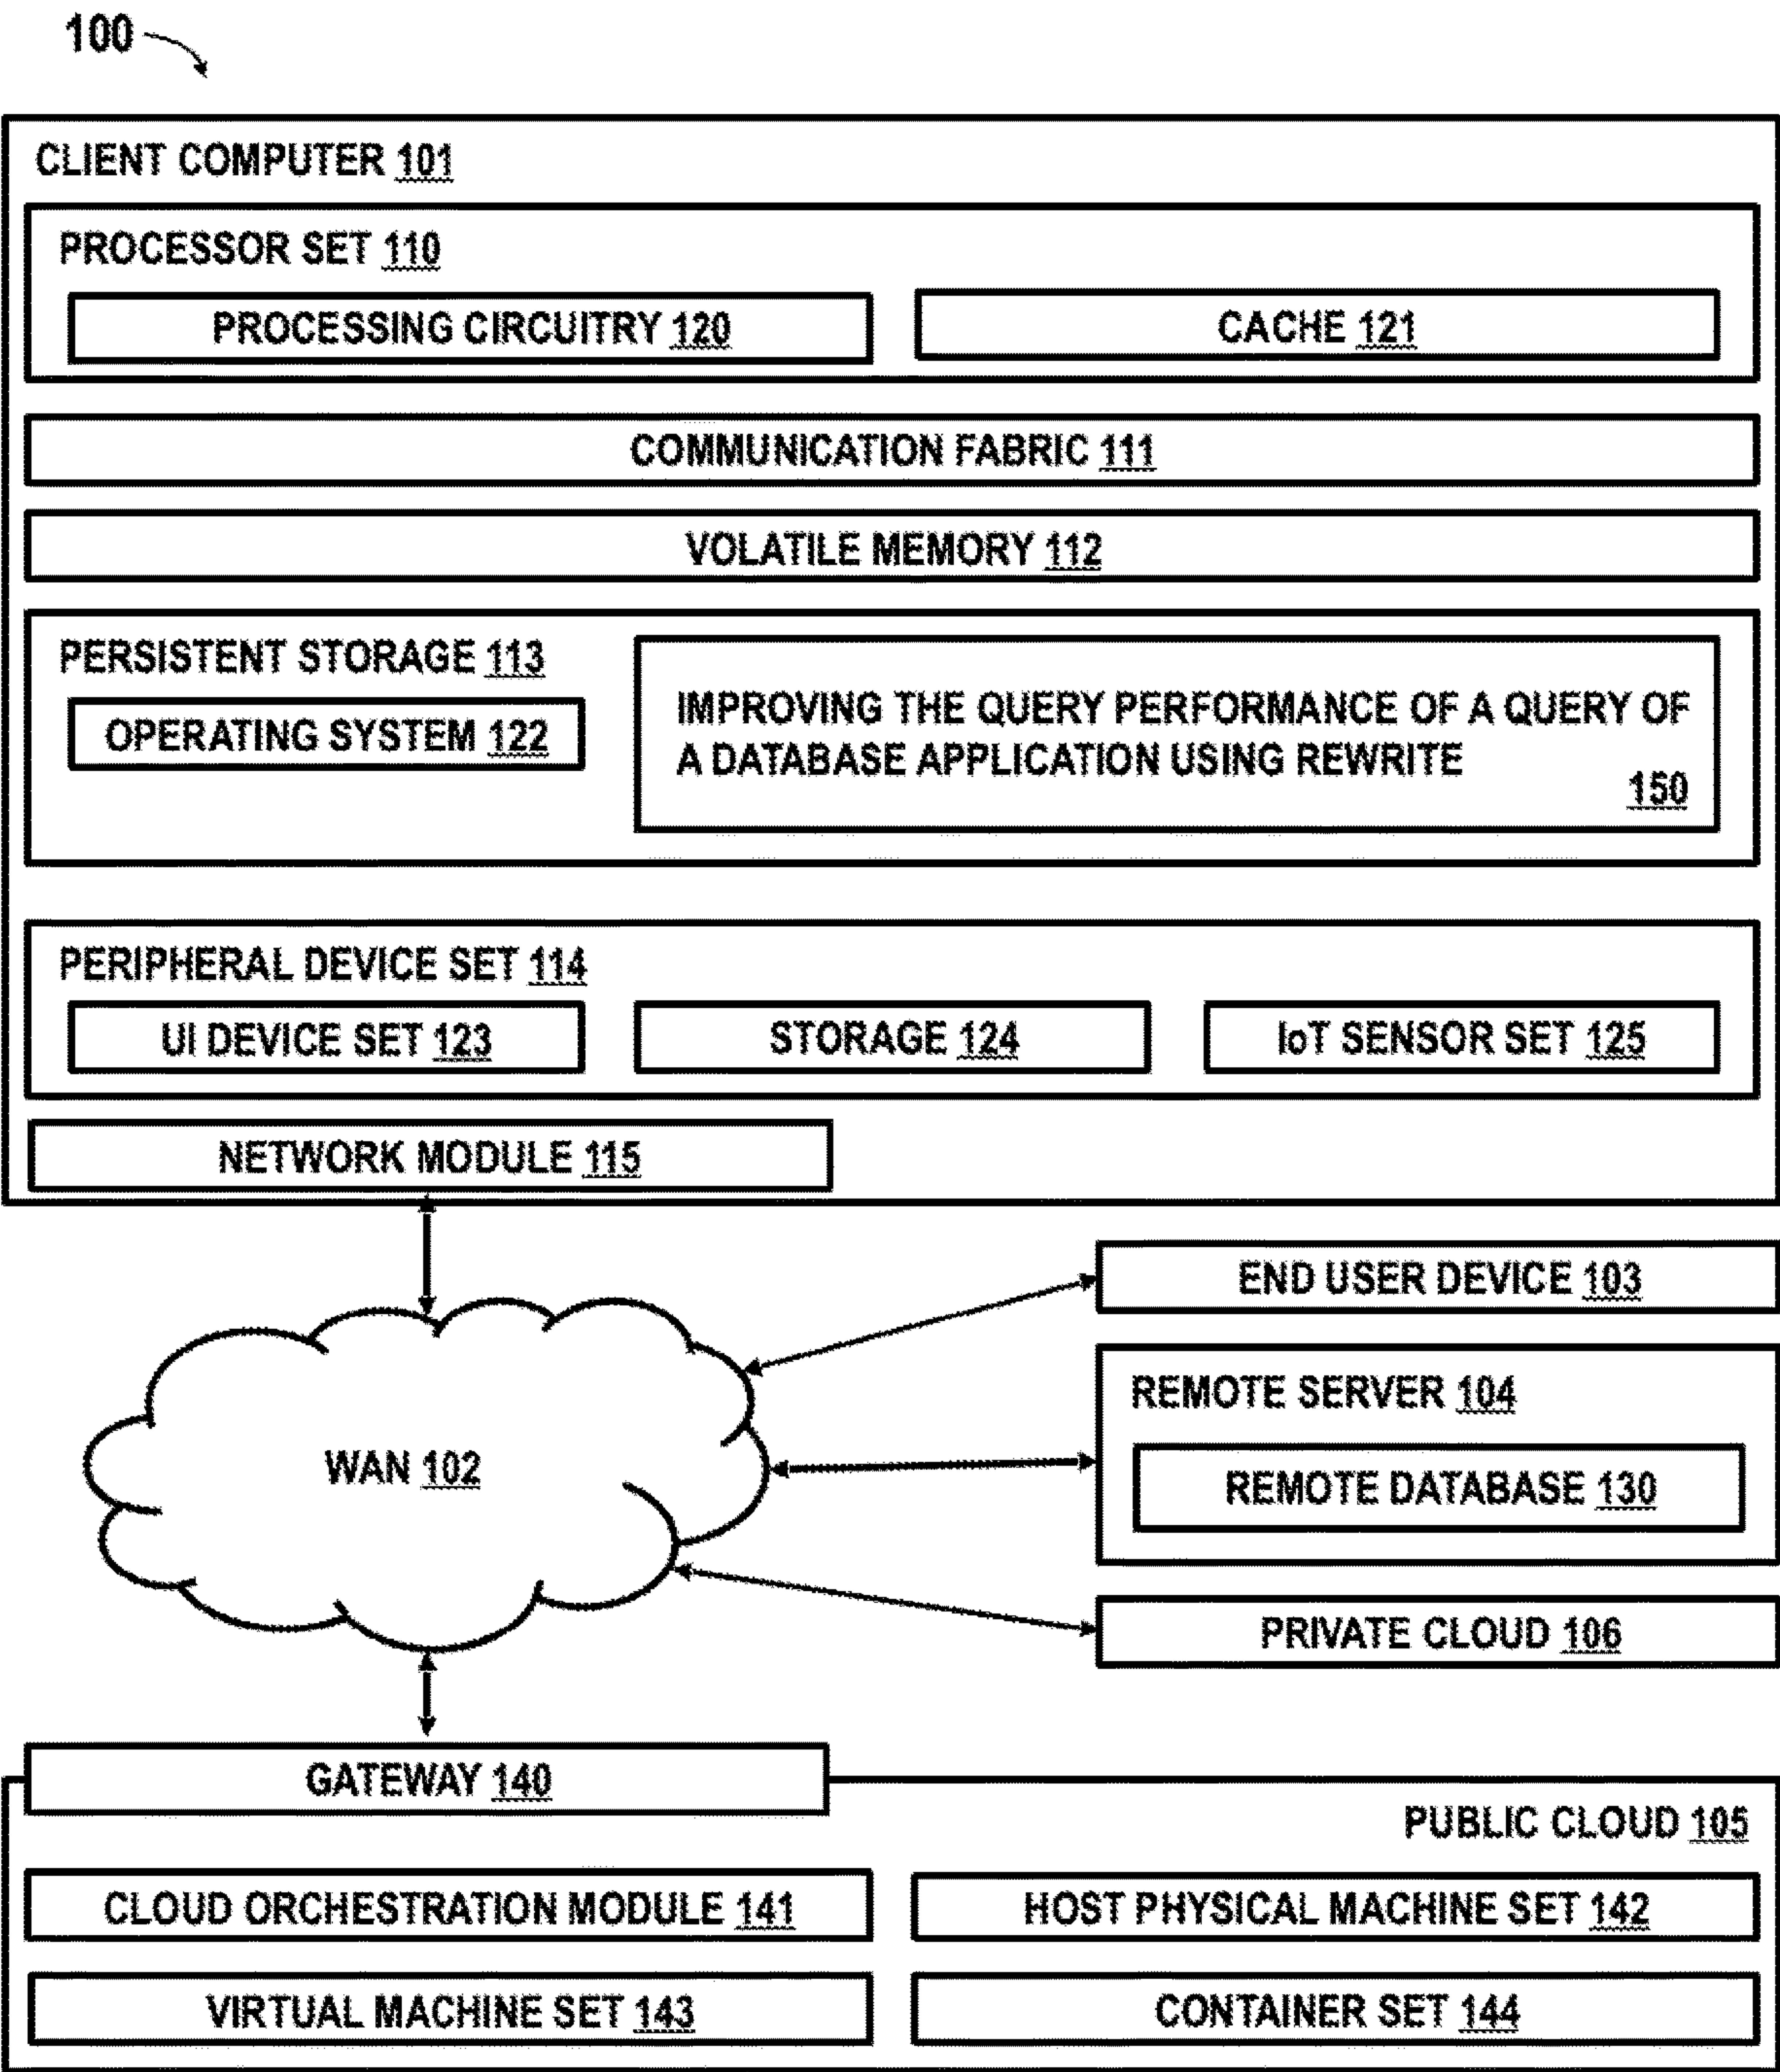 100
CLIENT COMPUTER 101
PROCESSOR SET 110
PROCESSING CIRCUITRY 120
CACHE 121
COMMUNICATION FABRIC 111
VOLATILE MEMORY 112
PERSISTENT STORAGE 113
OPERATING SYSTEM 122
IMPROVING THE QUERY PERFORMANCE OF A QUERY OF
A DATABASE APPLICATION USING REWRITE
150
PERIPHERAL DEVICE SET 114
UI DEVICE SET 123
STORAGE 124
IoT SENSOR SET 125
NETWORK MODULE 115
END USER DEVICE 103
REMOTE SERVER 104
WAN 102
REMOTE DATABASE 130
PRIVATE CLOUD 106
GATEWAY 140
PUBLIC CLOUD 105
CLOUD ORCHESTRATION MODULE 141
HOST PHYSICAL MACHINE SET 142
VIRTUAL MACHINE SET 143
CONTAINER SET 144